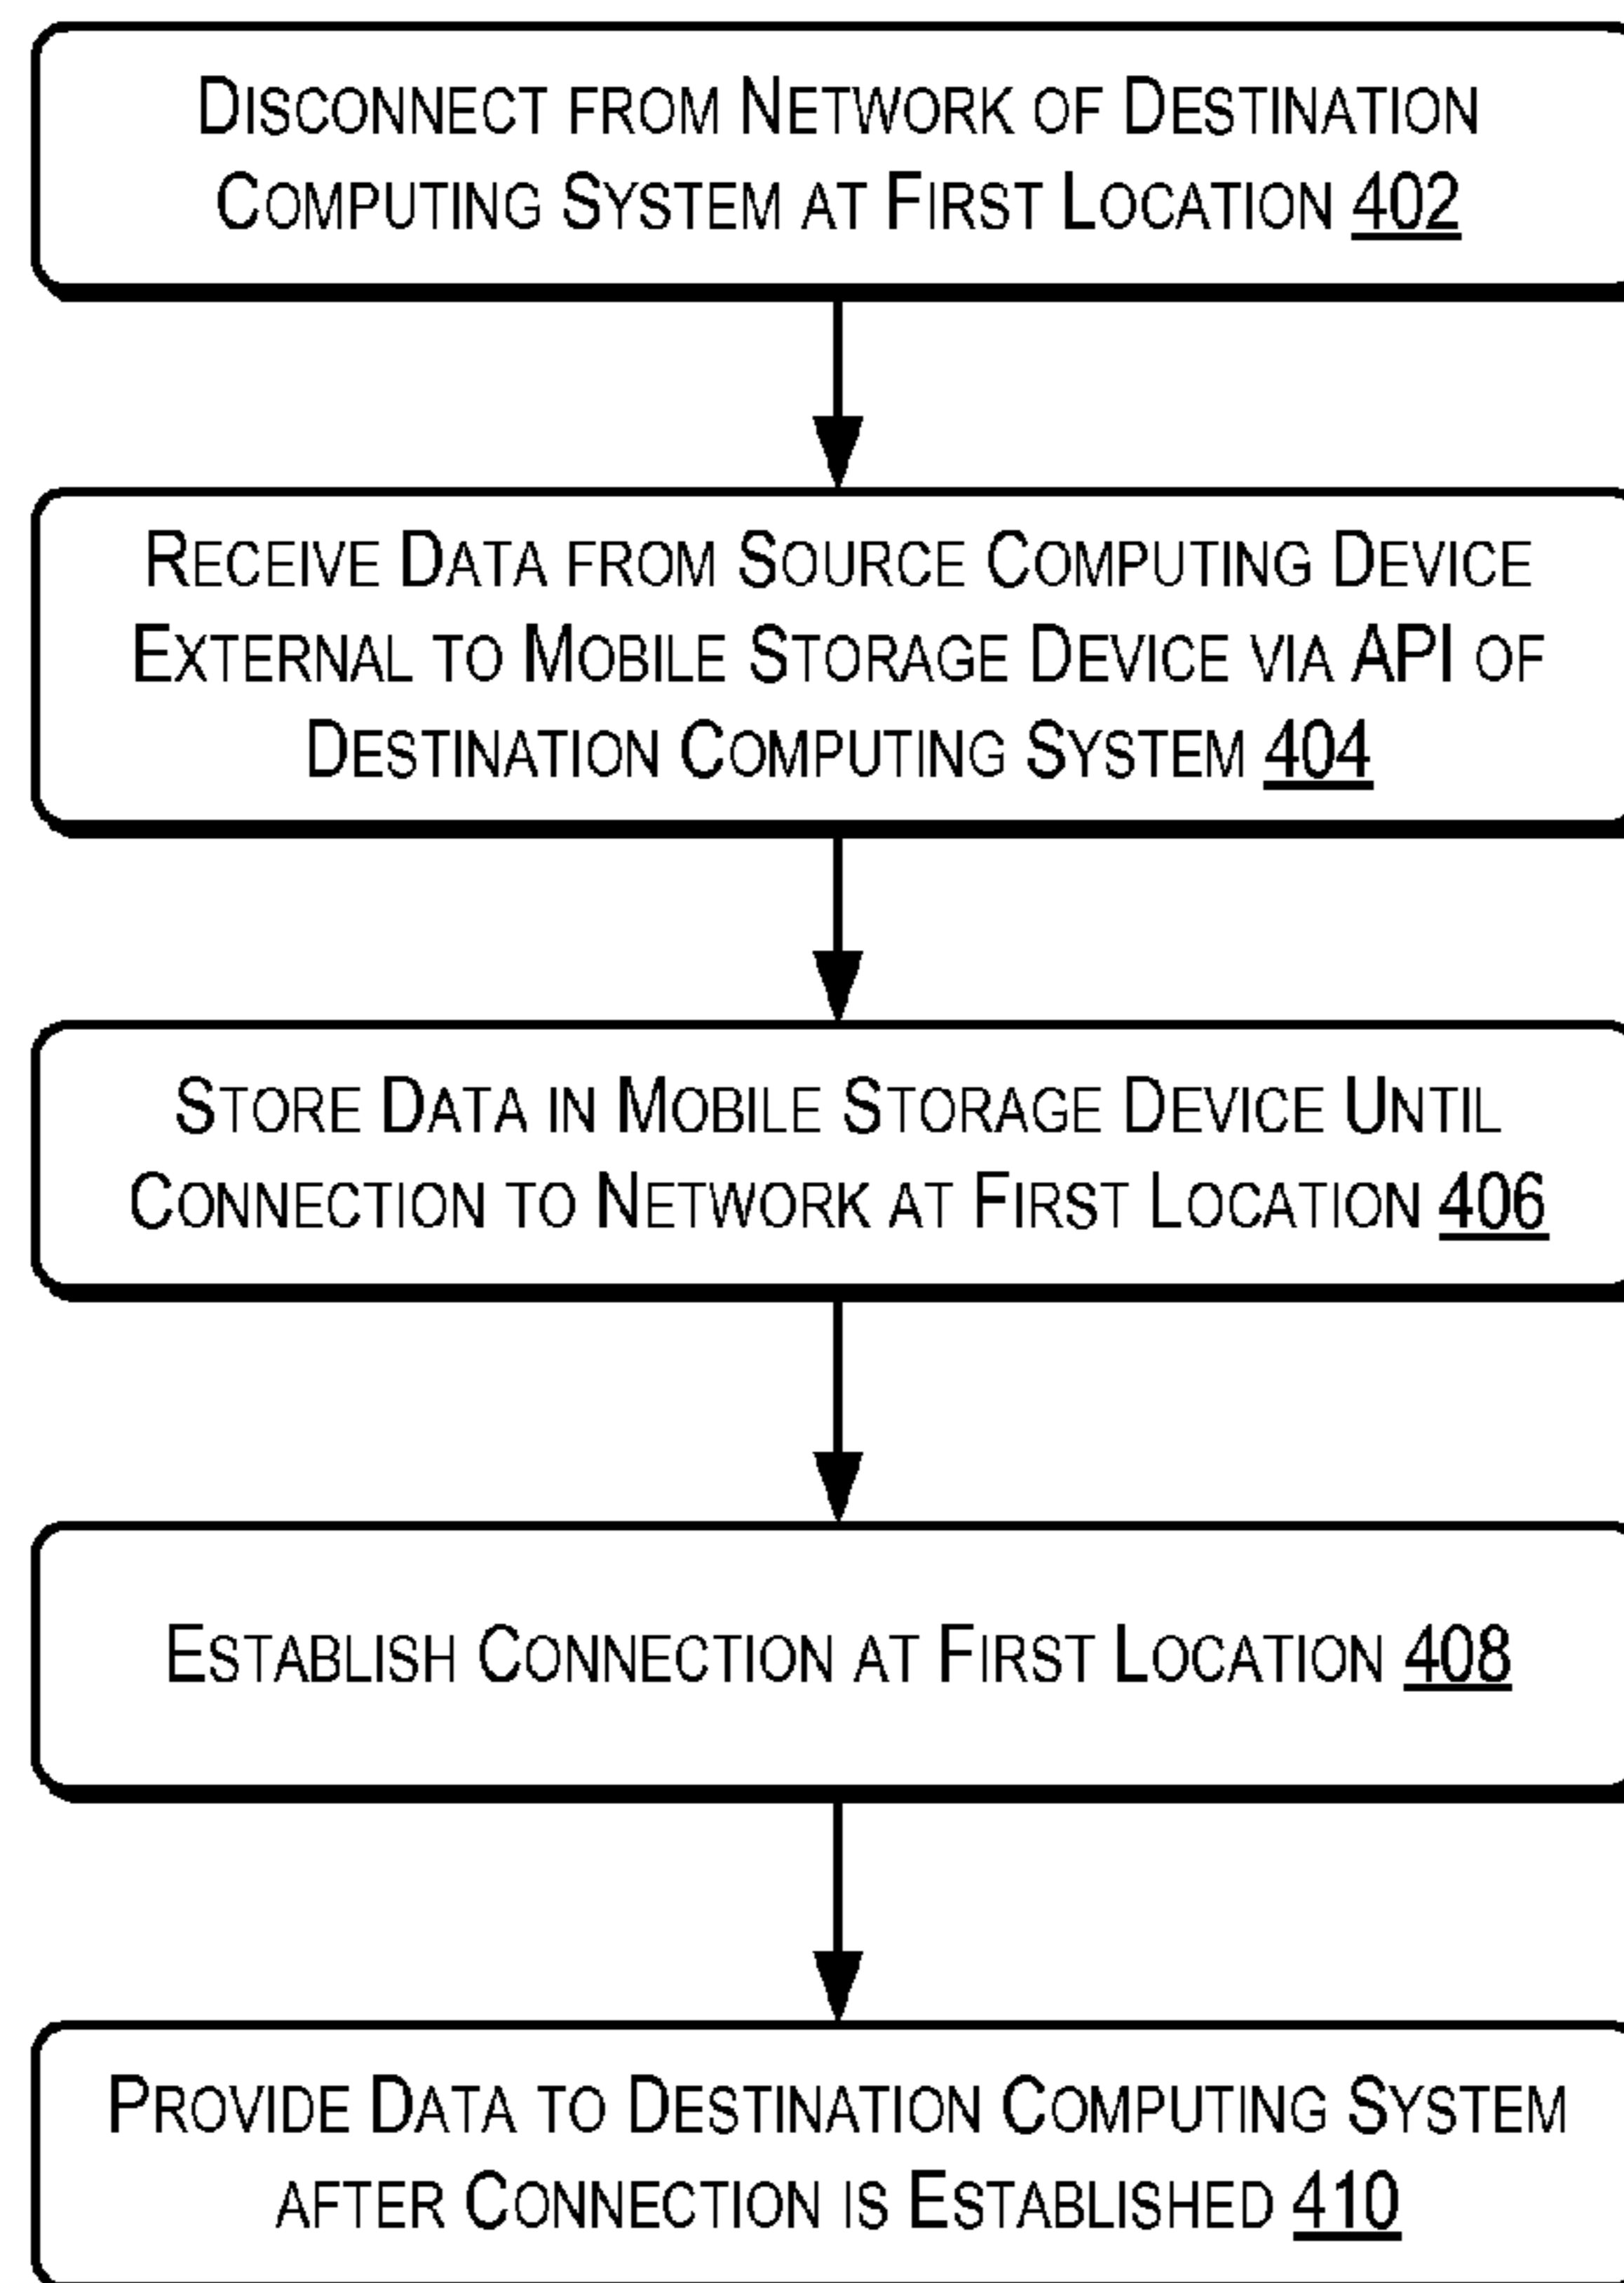 Disconnect from Network of Destination
Computing System at First Location 402
Receive Data from Source Computing Device
External to Mobile Storage Device via API of
Destination Computing System 404
Store Data in Mobile Storage Device Until
Connection to Network at First Location 406
Establish Connection at First Location 408
Provide Data to Destination Computing System
after Connection is Established 410